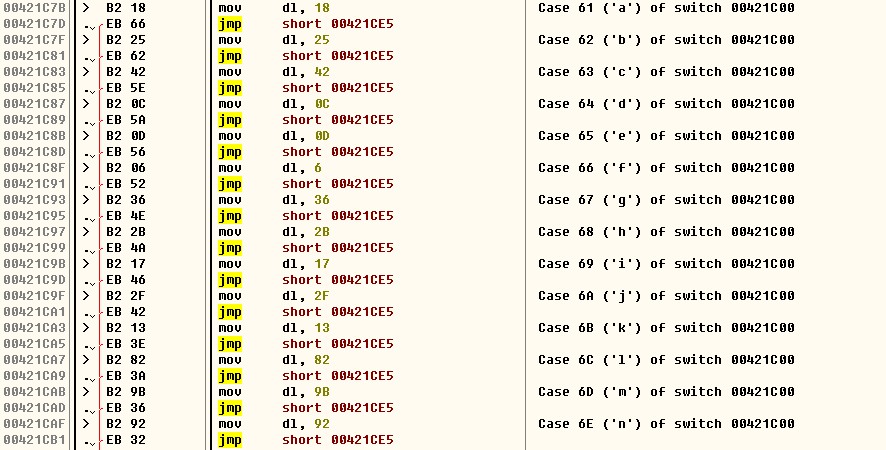 00421C7B > B2 18 mov dl, 18 Case 61 ('a') of switch 00421C00
00421C7D .⌄ EB 66 jmp short 00421CE5
00421C7F > B2 25 mov dl, 25 Case 62 ('b') of switch 00421C00
00421C81 .⌄ EB 62 jmp short 00421CE5
00421C83 > B2 42 mov dl, 42 Case 63 ('c') of switch 00421C00
00421C85 .⌄ EB 5E jmp short 00421CE5
00421C87 > B2 0C mov dl, 0C Case 64 ('d') of switch 00421C00
00421C89 .⌄ EB 5A jmp short 00421CE5
00421C8B > B2 0D mov dl, 0D Case 65 ('e') of switch 00421C00
00421C8D .⌄ EB 56 jmp short 00421CE5
00421C8F > B2 06 mov dl, 6 Case 66 ('f') of switch 00421C00
00421C91 .⌄ EB 52 jmp short 00421CE5
00421C93 > B2 36 mov dl, 36 Case 67 ('g') of switch 00421C00
00421C95 .⌄ EB 4E jmp short 00421CE5
00421C97 > B2 2B mov dl, 2B Case 68 ('h') of switch 00421C00
00421C99 .⌄ EB 4A jmp short 00421CE5
00421C9B > B2 17 mov dl, 17 Case 69 ('i') of switch 00421C00
00421C9D .⌄ EB 46 jmp short 00421CE5
00421C9F > B2 2F mov dl, 2F Case 6A ('j') of switch 00421C00
00421CA1 .⌄ EB 42 jmp short 00421CE5
00421CA3 > B2 13 mov dl, 13 Case 6B ('k') of switch 00421C00
00421CA5 .⌄ EB 3E jmp short 00421CE5
00421CA7 > B2 82 mov dl, 82 Case 6C ('l') of switch 00421C00
00421CA9 .⌄ EB 3A jmp short 00421CE5
00421CAB > B2 9B mov dl, 9B Case 6D ('m') of switch 00421C00
00421CAD .⌄ EB 36 jmp short 00421CE5
00421CAF > B2 92 mov dl, 92 Case 6E ('n') of switch 00421C00
00421CB1 .⌄ EB 32 jmp short 00421CE5